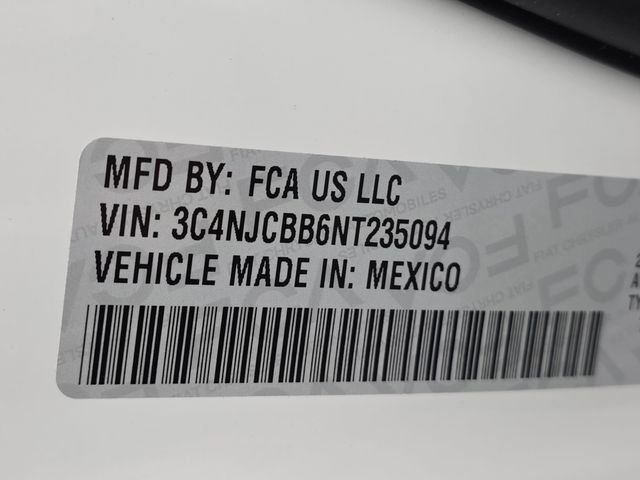 MFD BY: FCA US LLC
VIN: 3C4NJCBB6NT235094
VEHICLE MADE IN: MEXICO